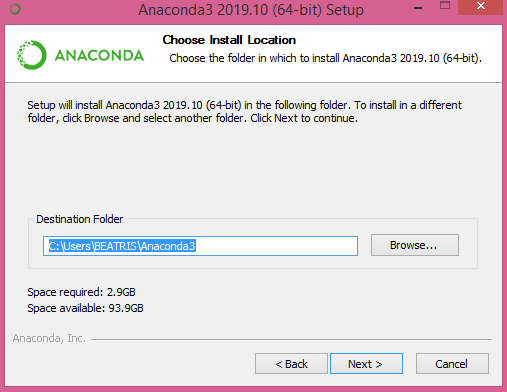 Anaconda3 2019.10 (64-bit) Setup
ANACONDA
Choose Install Location
Choose the folder in which to install Anaconda3 2019.10 (64-bit).
Setup will install Anaconda3 2019.10 (64-bit) in the following folder. To install in a different
folder, click Browse and select another folder. Click Next to continue.
Destination Folder
C:\Users\BEATRIS\Anaconda3
Browse...
Space required: 2.9GB
Space available: 93.9GB
Anaconda, Inc.
< Back
Next >
Cancel